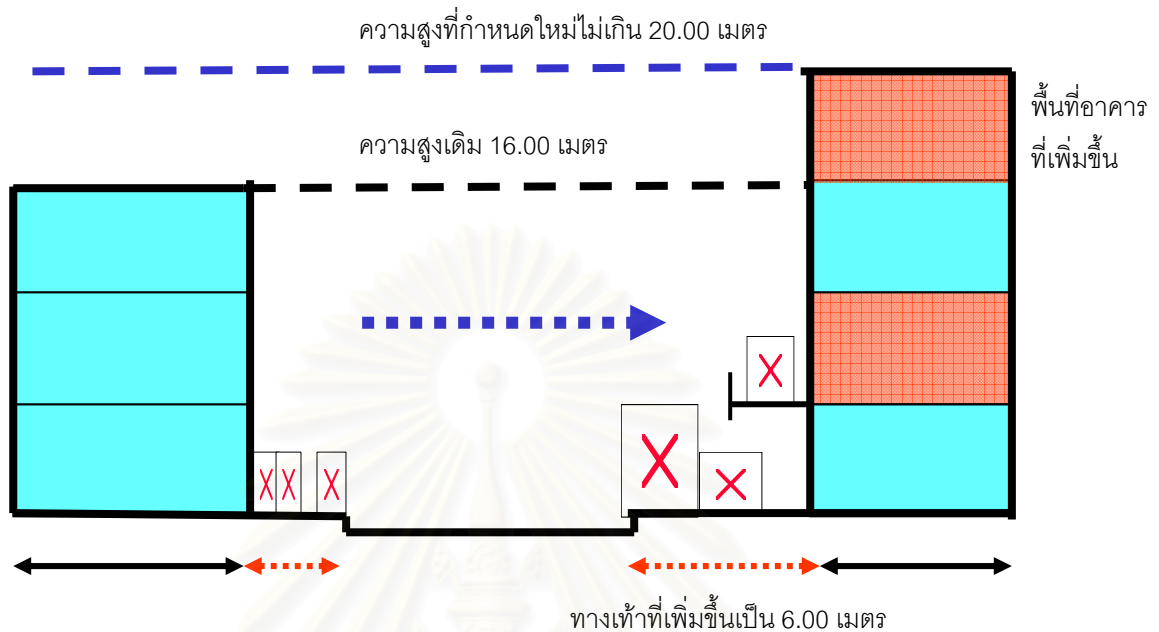 ความสูงที่กำหนดใหม่ไม่เกิน 20.00 เมตร
พื้นที่อาคาร
ที่เพิ่มขึ้น
ความสูงเดิม 16.00 เมตร
ทางเท้าที่เพิ่มขึ้นเป็น 6.00 เมตร